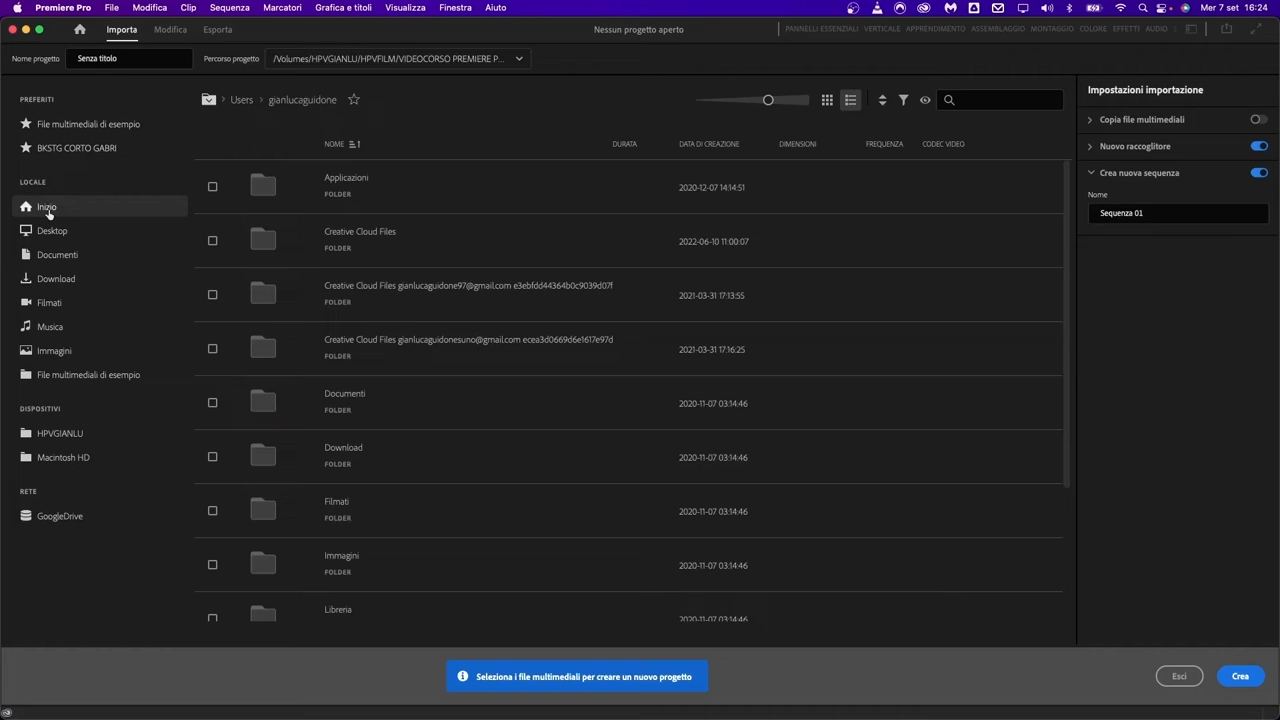 Premiere Pro File Modifica Clip Sequenza Marcatori Grafica e titoli Visualizza Finestra Aiuto Mer 7 set 16:24
Importa Modifica Esporta Nessun progetto aperto PANNELLI ESSENZIALI VERTICALE APPRENDIMENTO ASSEMBLAGGIO MONTAGGIO COLORE EFFETTI AUDIO
Nome progetto Senza titolo Percorso progetto /Volumes/HPVGIANLU/HPVFILM/VIDEOCORSO PREMIERE P...
PREFERITI
File multimediali di esempio
BKSTG CORTO GABRI
LOCALE
Inizio
Desktop
Documenti
Download
Filmati
Musica
Immagini
File multimediali di esempio
DISPOSITIVI
HPVGIANLU
Macintosh HD
RETE
GoogleDrive
Users > gianlucaguidone
NOME DURATA DATA DI CREAZIONE DIMENSIONI FREQUENZA CODEC VIDEO
Applicazioni
FOLDER
2020-12-07 14:14:51
Creative Cloud Files
FOLDER
2022-06-10 11:00:07
Creative Cloud Files gianlucaguidone97@gmail.com e3ebfdd44364b0c9039d07f
FOLDER
2021-03-31 17:13:55
Creative Cloud Files gianlucaguidonesuno@gmail.com ecea3d0669d6e1617e97d
FOLDER
2021-03-31 17:16:25
Documenti
FOLDER
2020-11-07 03:14:46
Download
FOLDER
2020-11-07 03:14:46
Filmati
FOLDER
2020-11-07 03:14:46
Immagini
FOLDER
2020-11-07 03:14:46
Libreria
2020-11-07 03:14:46
Impostazioni importazione
Copia file multimediali
Nuovo raccoglitore
Crea nuova sequenza
Nome
Sequenza 01
Seleziona i file multimediali per creare un nuovo progetto
Esci Crea